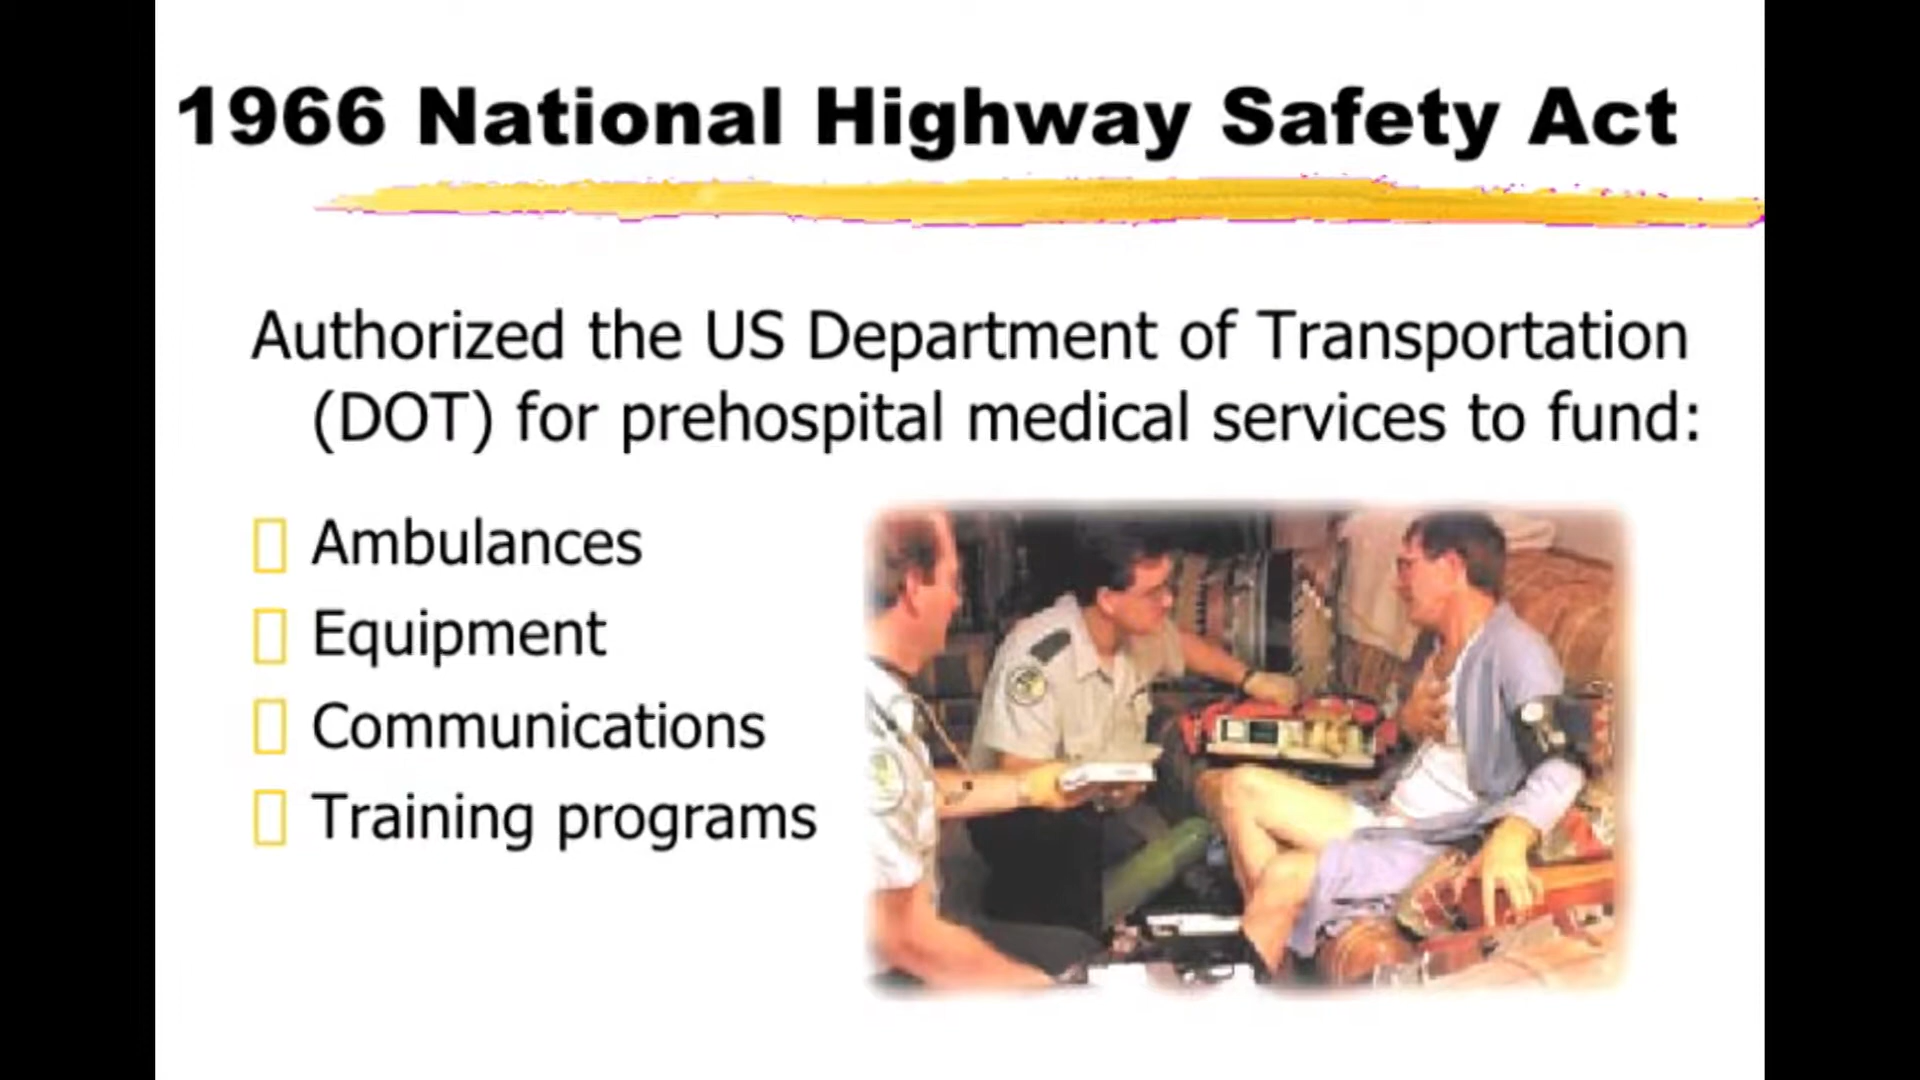 1966 National Highway Safety Act
Authorized the US Department of Transportation
(DOT) for prehospital medical services to fund:
Ambulances
Equipment
Communications
Training programs